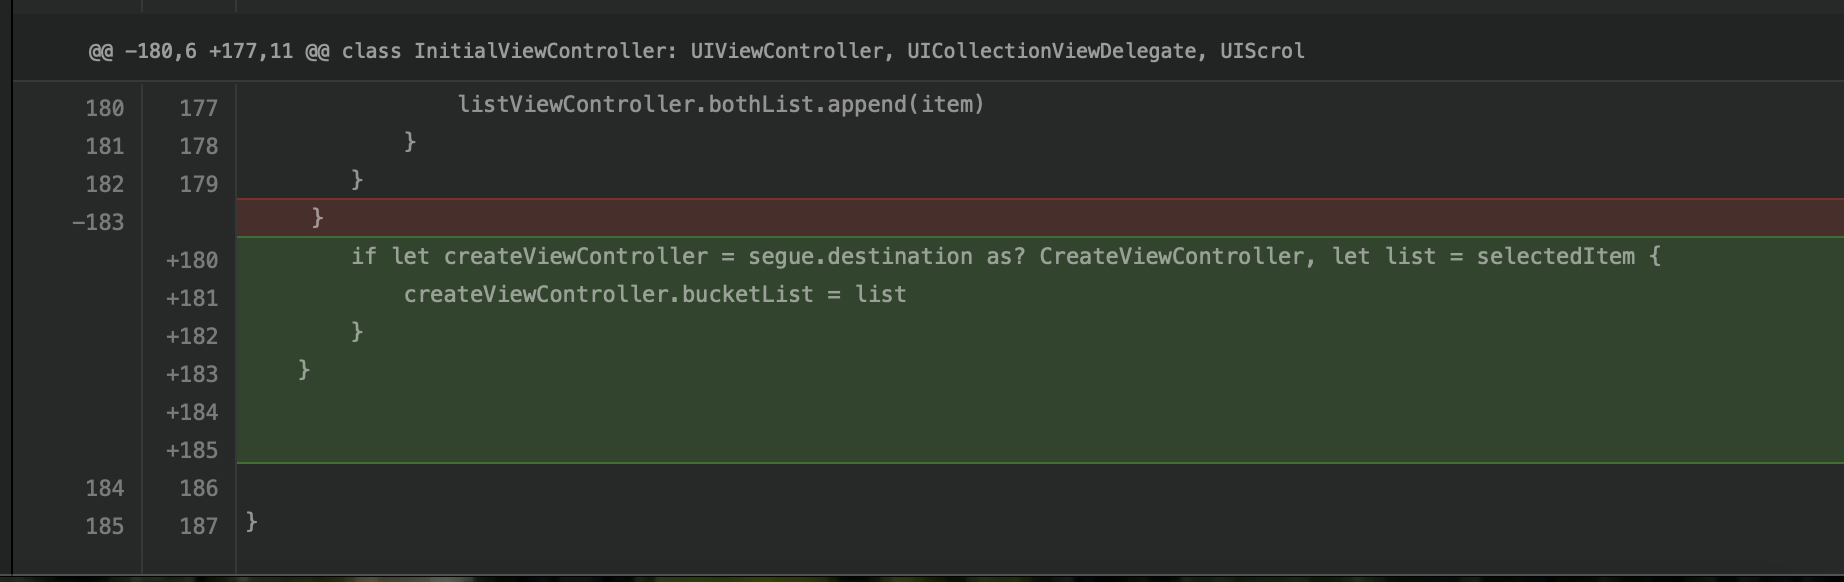 @@ −180,6 +177,11 @@ class InitialViewController: UIViewController, UICollectionViewDelegate, UIScrol
180 177 listViewController.bothList.append(item)
181 178 }
182 179 }
−183 }
+180 if let createViewController = segue.destination as? CreateViewController, let list = selectedItem {
+181 createViewController.bucketList = list
+182 }
+183 }
+184
+185
184 186
185 187 }